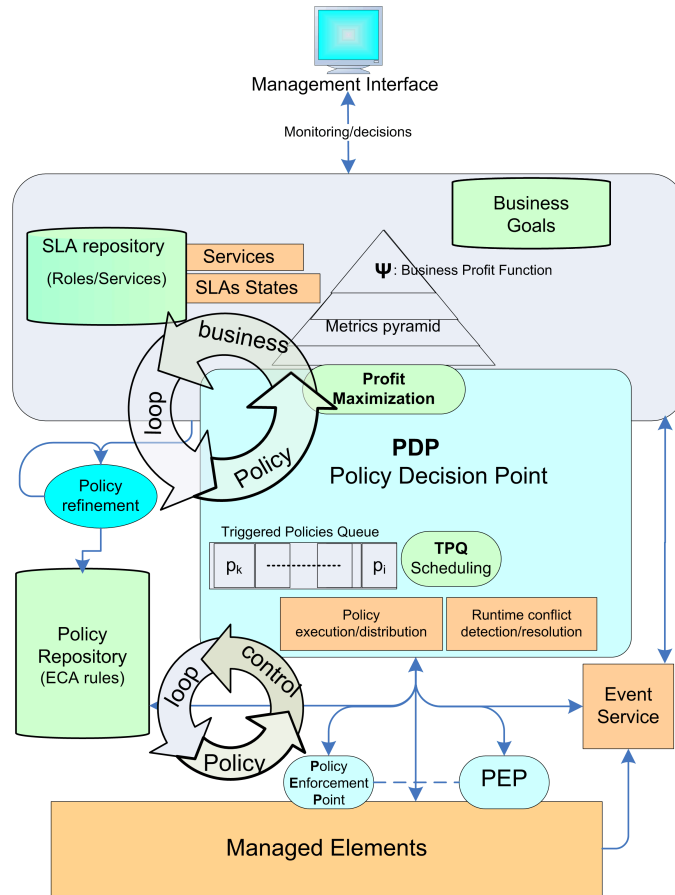 Management Interface
Monitoring/decisions
Business
Goals
SLA repository
(Roles/Services)
Services
SLAs States
Ψ: Business Profit Function
Metrics pyramid
business
loop
Policy
Profit
Maximization
PDP
Policy Decision Point
Policy
refinement
Triggered Policies Queue
pk
pi
TPQ
Scheduling
Policy
execution/distribution
Runtime conflict
detection/resolution
Policy
Repository
(ECA rules)
control
loop
Policy
Event
Service
Policy
Enforcement
Point
PEP
Managed Elements